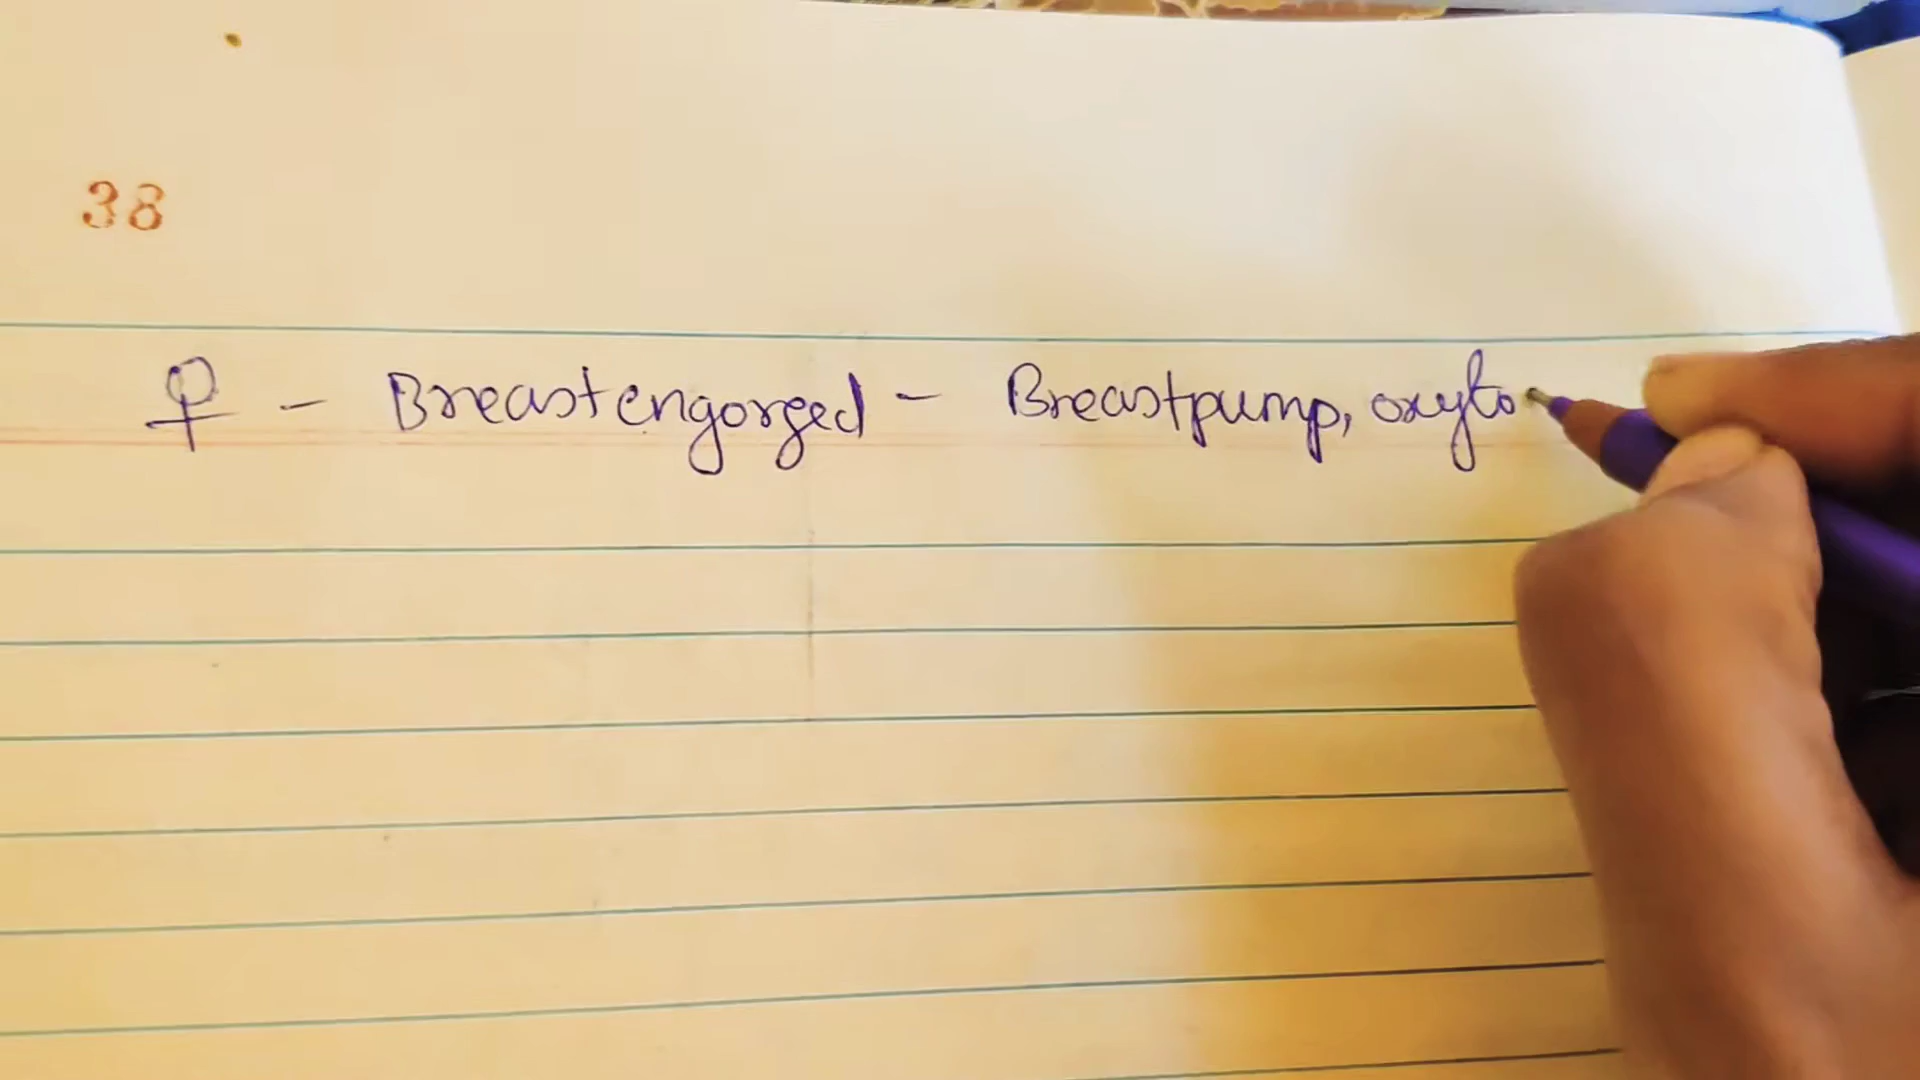 38
♀ - Breast engorged - Breastpump, oxyto